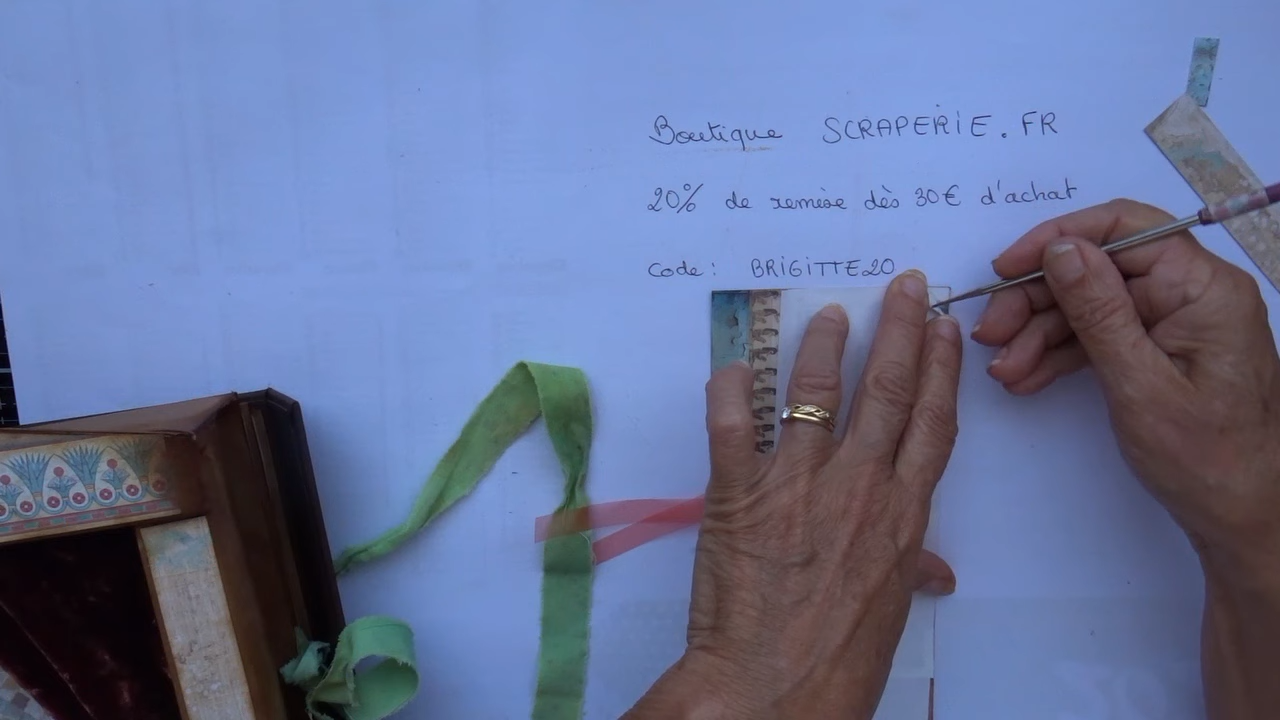 Boutique SCRAPERiE.FR
20% de remise dès 30€ d'achat
Code: BRiGiTTE20